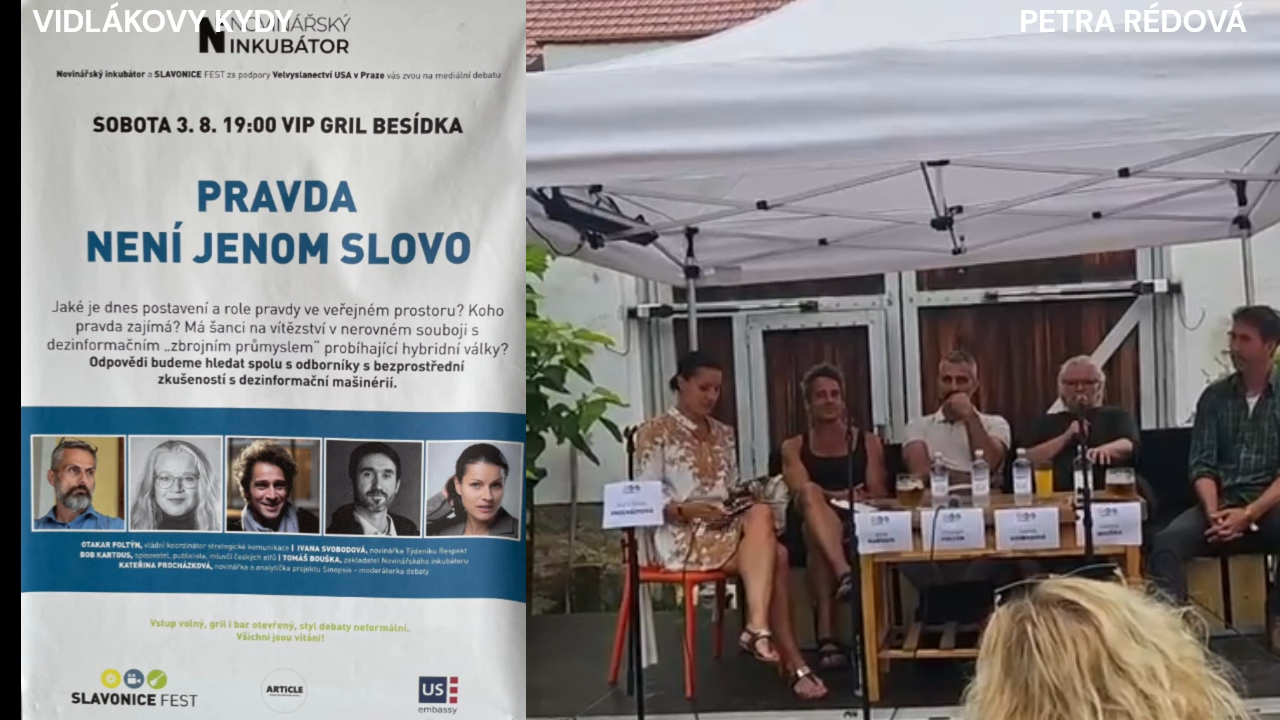 VIDLÁKOVY KYDY
PETRA RÉDOVÁ
NOVINÁŘSKÝ
INKUBÁTOR
Novinářský inkubátor a SLAVONICE FEST za podpory Velvyslanectví USA v Praze vás zvou na mediální debatu
SOBOTA 3. 8. 19:00 VIP GRIL BESÍDKA
PRAVDA
NENÍ JENOM SLOVO
Jaké je dnes postavení a role pravdy ve veřejném prostoru? Koho
pravda zajímá? Má šanci na vítězství v nerovném souboji s
dezinformačním „zbrojním průmyslem" probíhající hybridní války?
Odpovědi budeme hledat spolu s odborníky s bezprostřední
zkušeností s dezinformační mašinérií.
OTAKAR FOLTÝN, vládní koordinátor strategické komunikace | IVANA SVOBODOVÁ, novinářka Týdeníku Respekt
BOB KARTOUS, spisovatel, publicista, mluvčí českých elfů | TOMÁŠ BOUŠKA, zakladatel Novinářského inkubátoru
KATEŘINA PROCHÁZKOVÁ, novinářka a analytička projektu Sinopsis - moderátorka debaty
Vstup volný, gril i bar otevřený, styl debaty neformální.
Všichni jsou vítáni!
SLAVONICE FEST
ARTICLE
US
embassy